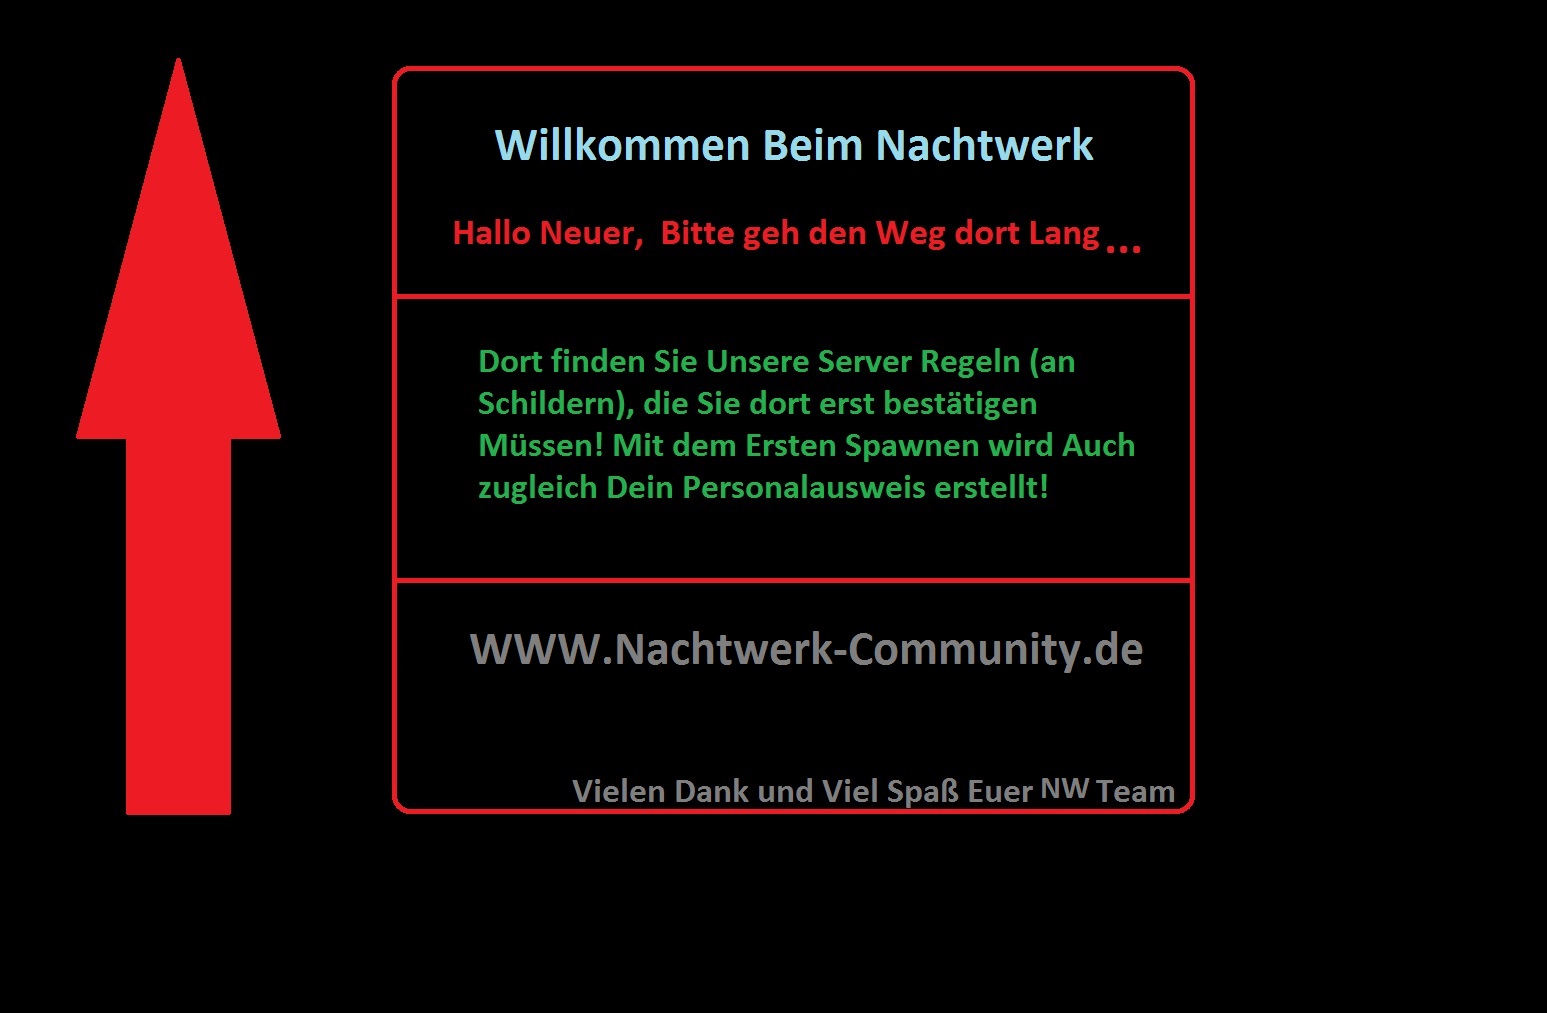 Willkommen Beim Nachtwerk
Hallo Neuer,  Bitte geh den Weg dort Lang...
Dort finden Sie Unsere Server Regeln (an
Schildern), die Sie dort erst bestätigen
Müssen! Mit dem Ersten Spawnen wird Auch
zugleich Dein Personalausweis erstellt!
WWW.Nachtwerk-Community.de
Vielen Dank und Viel Spaß Euer NW Team